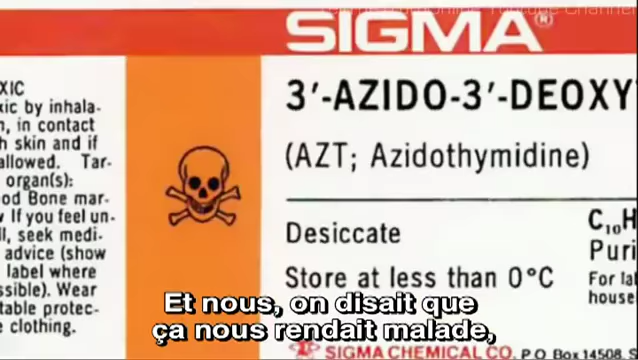 SIGMA®
XIC
xic by inhala-
n, in contact
h skin and if
allowed. Tar-
organ(s):
od Bone mar-
If you feel un-
ll, seek medi-
advice (show
label where
ssible). Wear
table protec-
e clothing.
3'-AZIDO-3'-DEOXY
(AZT; Azidothymidine)
Desiccate
Store at less than 0°C
C10H
Puri
For la
house
Et nous, on disait que
ça nous rendait malade,
SIGMA CHEMICAL CO. P.O. Box 14508, S